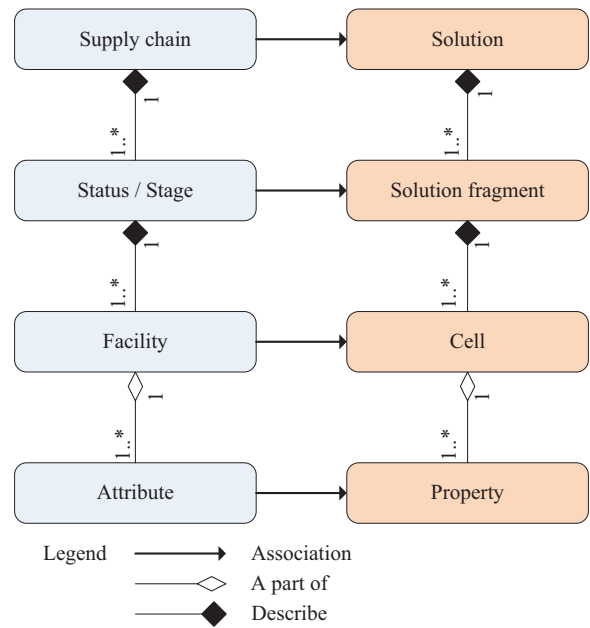 Supply chain
Solution
1
1
1..*
1..*
Status / Stage
Solution fragment
1
1
1..*
1..*
Facility
Cell
1
1
1..*
1..*
Attribute
Property
Legend
Association
A part of
Describe